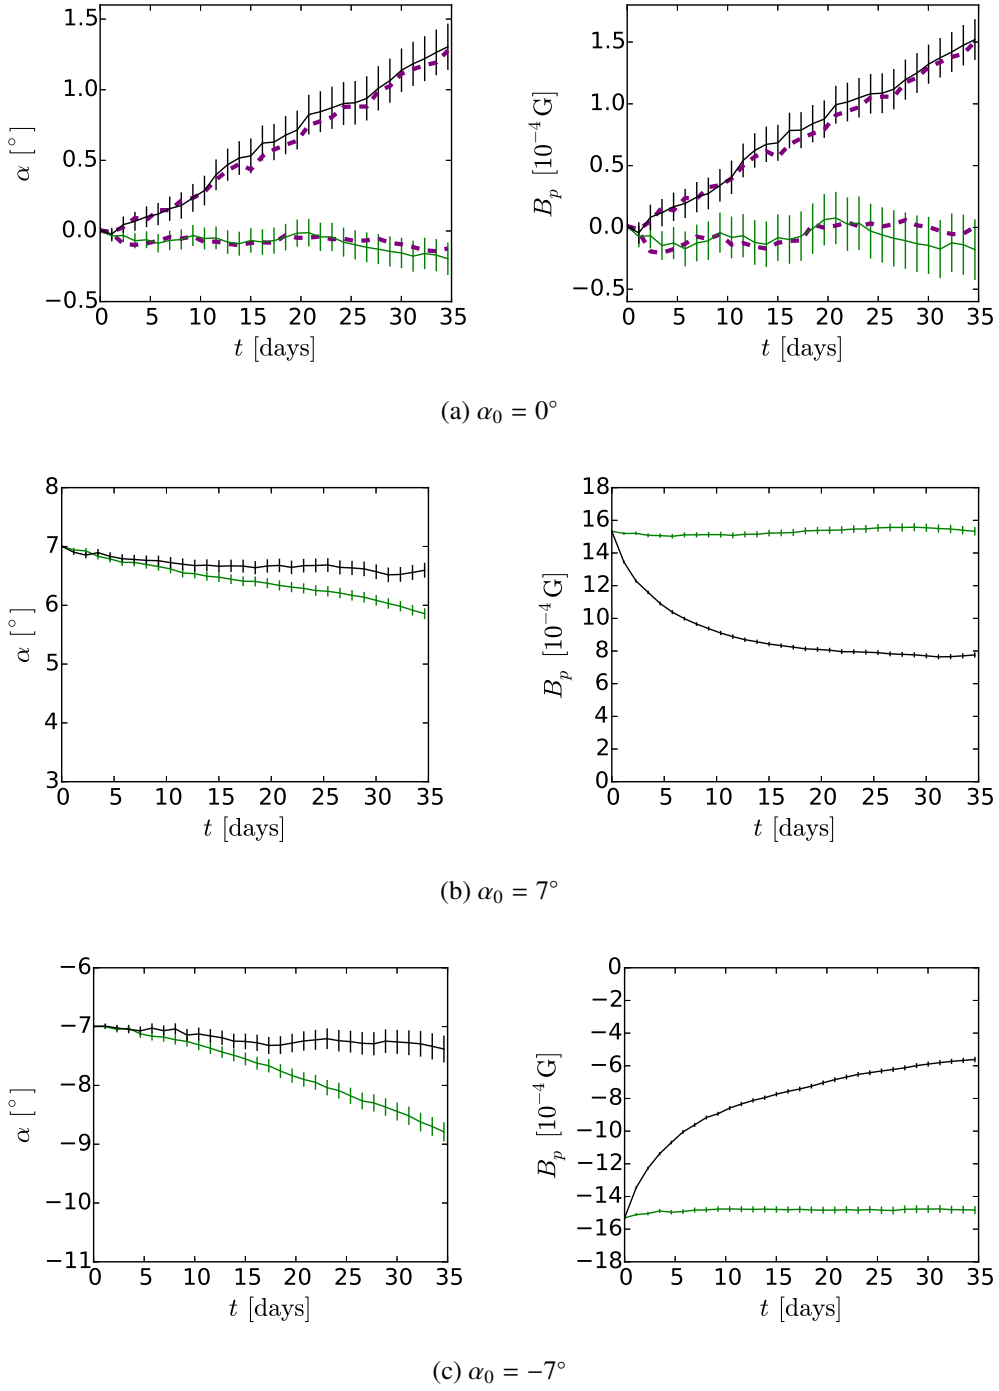 1.5
1.0
0.5
0.0
−0.5
α [°]
0 5 10 15 20 25 30 35
t [days]
1.5
1.0
0.5
0.0
−0.5
B_p [10⁻⁴ G]
0 5 10 15 20 25 30 35
t [days]
(a) α₀ = 0°
8
7
6
5
4
3
α [°]
0 5 10 15 20 25 30 35
t [days]
18
16
14
12
10
8
6
4
2
0
B_p [10⁻⁴ G]
0 5 10 15 20 25 30 35
t [days]
(b) α₀ = 7°
−6
−7
−8
−9
−10
−11
α [°]
0 5 10 15 20 25 30 35
t [days]
0
−2
−4
−6
−8
−10
−12
−14
−16
−18
B_p [10⁻⁴ G]
0 5 10 15 20 25 30 35
t [days]
(c) α₀ = −7°